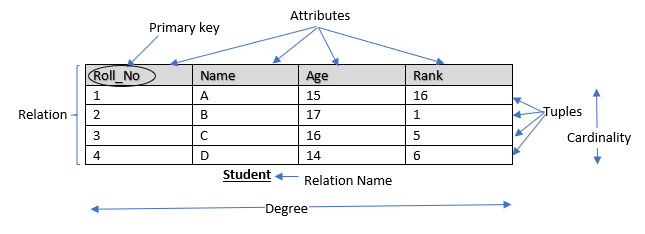 Attributes
Primary key
Roll_No Name Age Rank
1 A 15 16
2 B 17 1
3 C 16 5
4 D 14 6
Relation
Tuples
Cardinality
Student
Relation Name
Degree